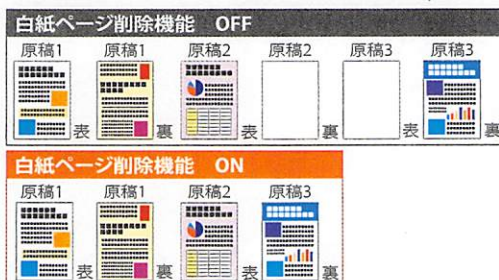 白紙ページ削除機能 OFF
原稿1 原稿1 原稿2 原稿2 原稿3 原稿3
表 裏 表 裏 表 裏
白紙ページ削除機能 ON
原稿1 原稿1 原稿2 原稿3
表 裏 表 裏